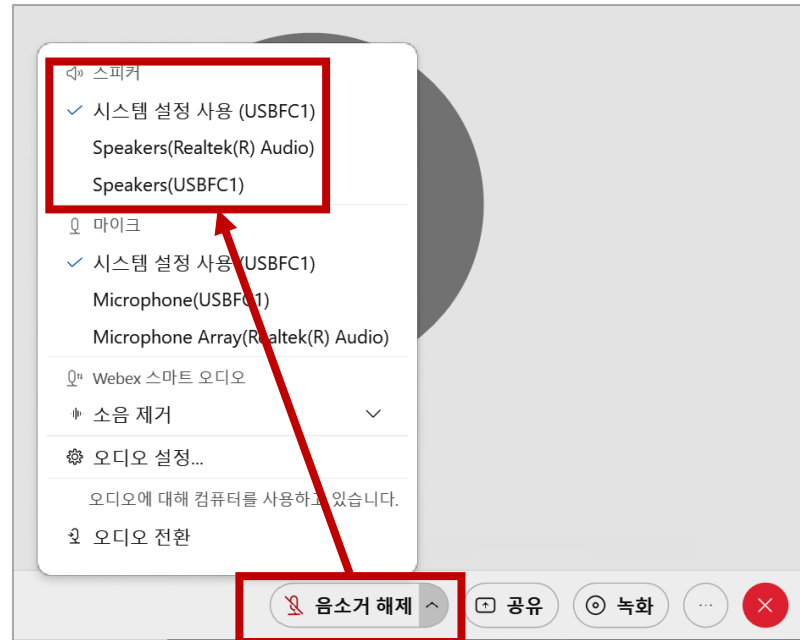 스피커
시스템 설정 사용 (USBFC1)
Speakers(Realtek(R) Audio)
Speakers(USBFC1)
마이크
시스템 설정 사용 (USBFC1)
Microphone(USBFC1)
Microphone Array(Realtek(R) Audio)
Webex 스마트 오디오
소음 제거
오디오 설정...
오디오에 대해 컴퓨터를 사용하고 있습니다.
오디오 전환
음소거 해제 공유 녹화